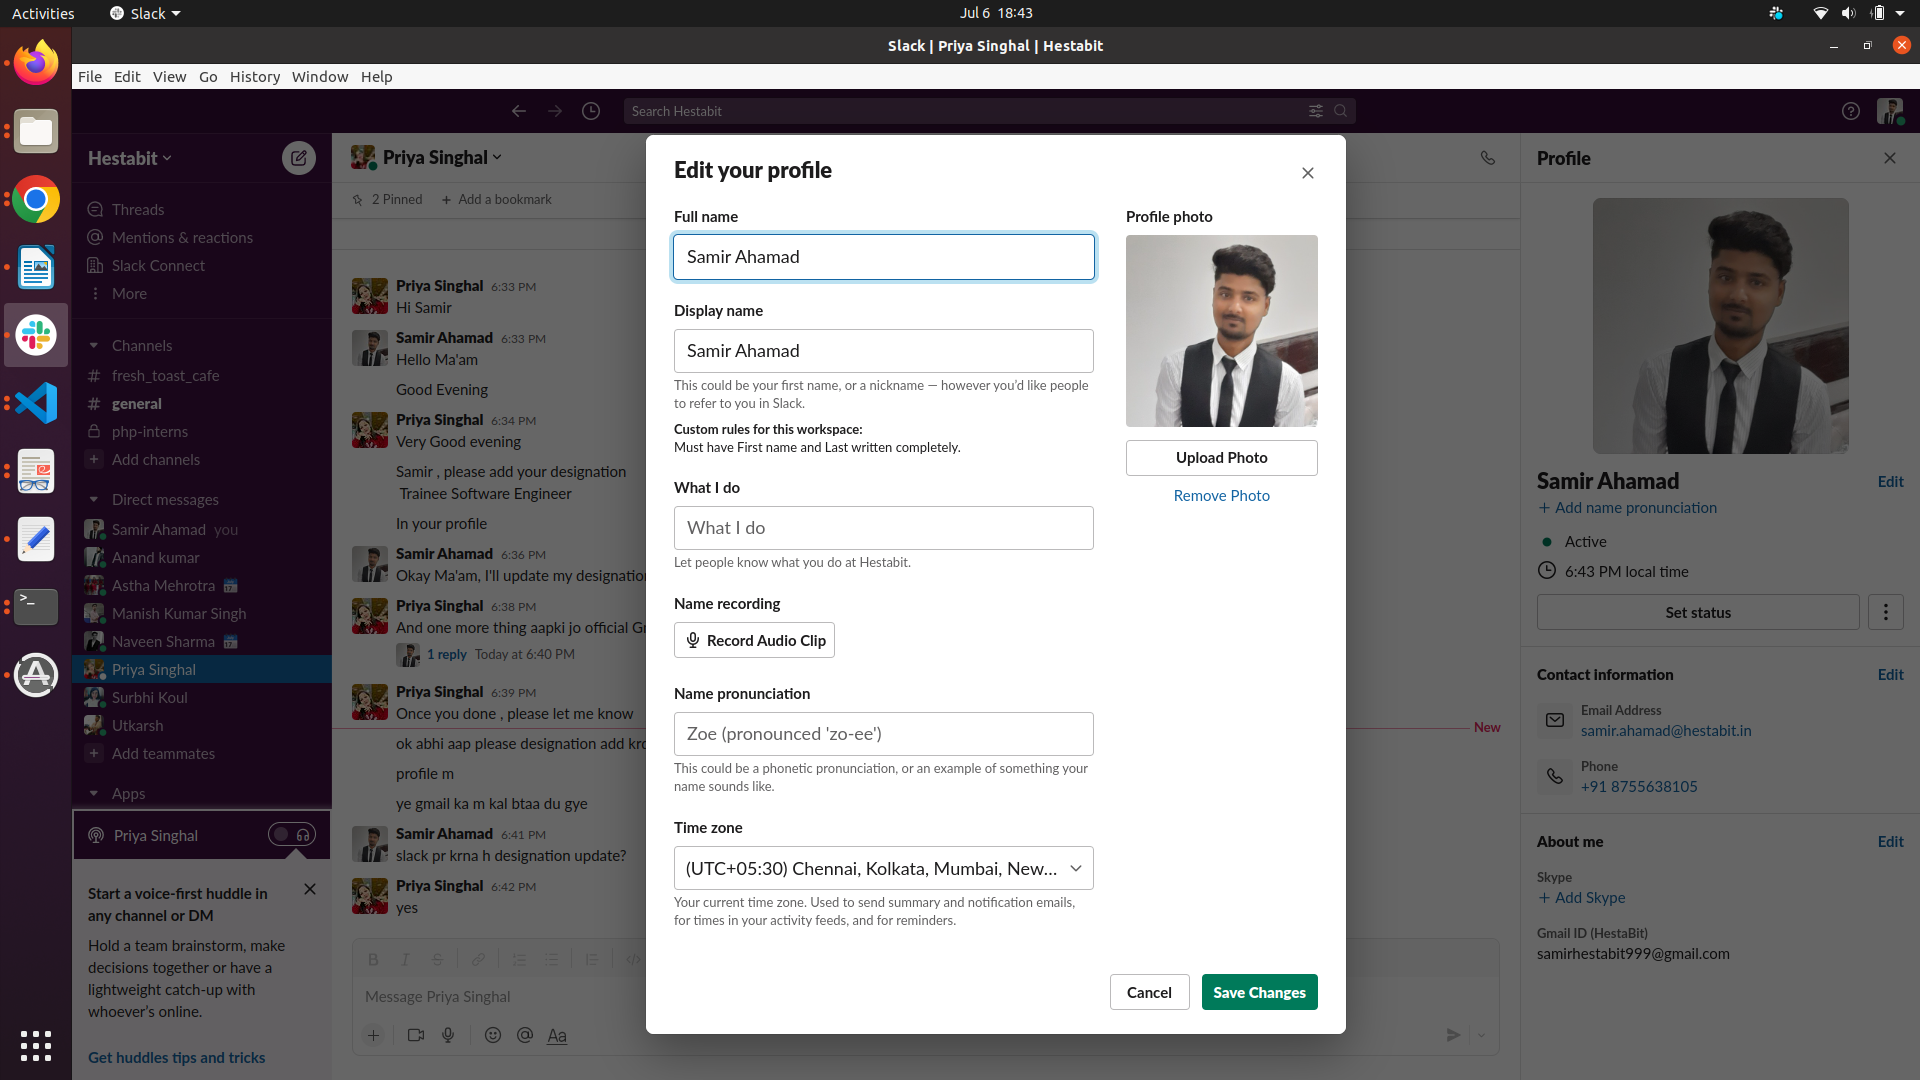 Activities
Slack
Jul 6 18:43
Slack | Priya Singhal | Hestabit
File Edit View Go History Window Help
Search Hestabit
Hestabit
Threads
Mentions & reactions
Slack Connect
More
Channels
# fresh_toast_cafe
# general
php-interns
+ Add channels
Direct messages
Samir Ahamad you
Anand kumar
Astha Mehrotra
Manish Kumar Singh
Naveen Sharma
Priya Singhal
Surbhi Koul
Utkarsh
+ Add teammates
Apps
Priya Singhal
Start a voice-first huddle in
any channel or DM
Hold a team brainstorm, make
decisions together or have a
lightweight catch-up with
whoever's online.
Get huddles tips and tricks
Priya Singhal
2 Pinned + Add a bookmark
Priya Singhal 6:33 PM
Hi Samir
Samir Ahamad 6:33 PM
Hello Ma'am
Good Evening
Priya Singhal 6:34 PM
Very Good evening
Samir , please add your designation
Trainee Software Engineer
In your profile
Samir Ahamad 6:36 PM
Okay Ma'am, I'll update my designation
Priya Singhal 6:38 PM
And one more thing aapki jo official
1 reply Today at 6:40 PM
Priya Singhal 6:39 PM
Once you done , please let me know
New
ok abhi aap please designation add
profile m
ye gmail ka m kal btaa du gye
Samir Ahamad 6:41 PM
slack pr krna h designation update?
Priya Singhal 6:42 PM
yes
B I S
Message Priya Singhal
Aa
Edit your profile
Full name
Samir Ahamad
Display name
Samir Ahamad
This could be your first name, or a nickname — however you'd like people
to refer to you in Slack.
Custom rules for this workspace:
Must have First name and Last written completely.
What I do
What I do
Let people know what you do at Hestabit.
Name recording
Record Audio Clip
Name pronunciation
Zoe (pronounced 'zo-ee')
This could be a phonetic pronunciation, or an example of something your
name sounds like.
Time zone
(UTC+05:30) Chennai, Kolkata, Mumbai, New...
Your current time zone. Used to send summary and notification emails,
for times in your activity feeds, and for reminders.
Profile photo
Upload Photo
Remove Photo
Cancel
Save Changes
Profile
Samir Ahamad
Edit
+ Add name pronunciation
Active
6:43 PM local time
Set status
Contact information
Edit
Email Address
samir.ahamad@hestabit.in
Phone
+91 8755638105
About me
Edit
Skype
+ Add Skype
Gmail ID (HestaBit)
samirhestabit999@gmail.com